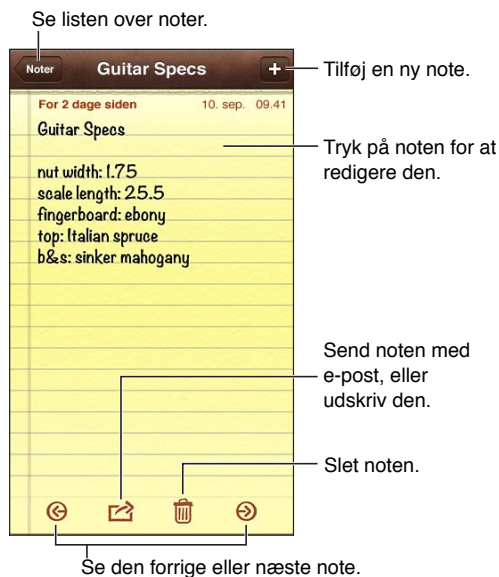 Se listen over noter.
Noter
Guitar Specs
+
Tilføj en ny note.
For 2 dage siden
10. sep. 09.41
Guitar Specs
Tryk på noten for at
redigere den.
nut width: 1.75
scale length: 25.5
fingerboard: ebony
top: Italian spruce
b&s: sinker mahogany
Send noten med
e-post, eller
udskriv den.
Slet noten.
Se den forrige eller næste note.